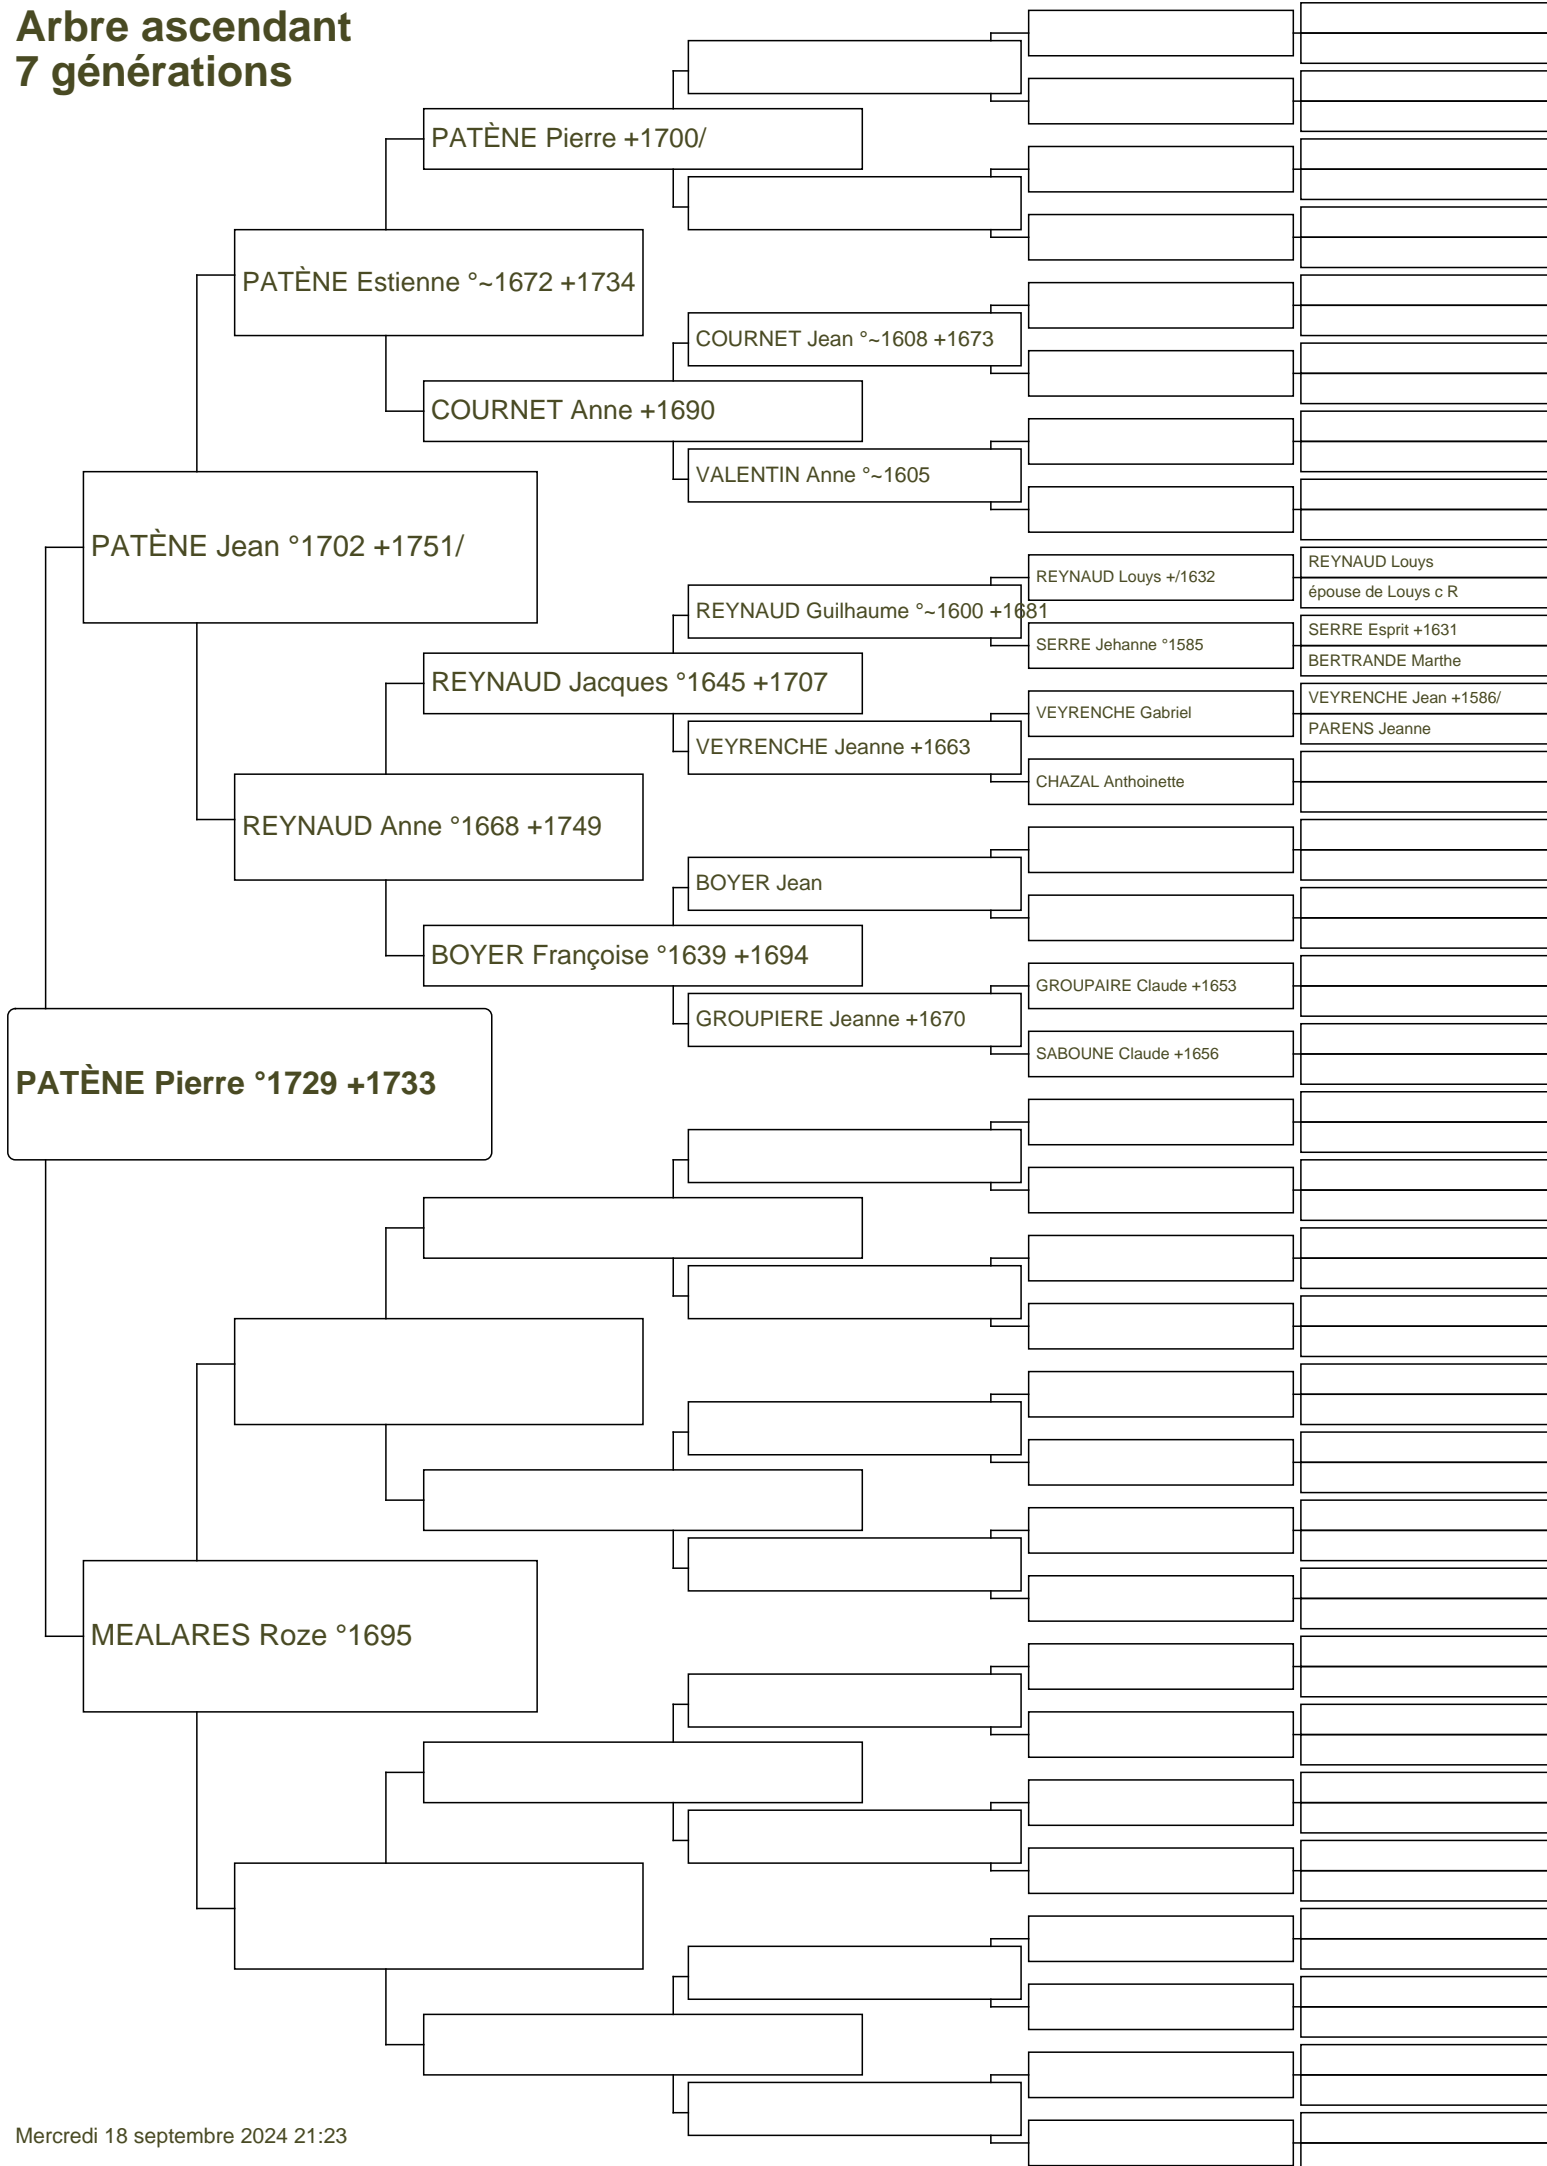 Arbre ascendant
7 générations
PATÈNE Pierre +1700/
PATÈNE Estienne °~1672 +1734
COURNET Jean °~1608 +1673
COURNET Anne +1690
VALENTIN Anne °~1605
PATÈNE Jean °1702 +1751/
REYNAUD Louys
REYNAUD Louys +/1632
épouse de Louys c R
REYNAUD Guilhaume °~1600 +1681
SERRE Esprit +1631
SERRE Jehanne °1585
BERTRANDE Marthe
REYNAUD Jacques °1645 +1707
VEYRENCHE Jean +1586/
VEYRENCHE Gabriel
PARENS Jeanne
VEYRENCHE Jeanne +1663
CHAZAL Anthoinette
REYNAUD Anne °1668 +1749
BOYER Jean
BOYER Françoise °1639 +1694
GROUPAIRE Claude +1653
GROUPIERE Jeanne +1670
SABOUNE Claude +1656
PATÈNE Pierre °1729 +1733
MEALARES Roze °1695
Mercredi 18 septembre 2024 21:23